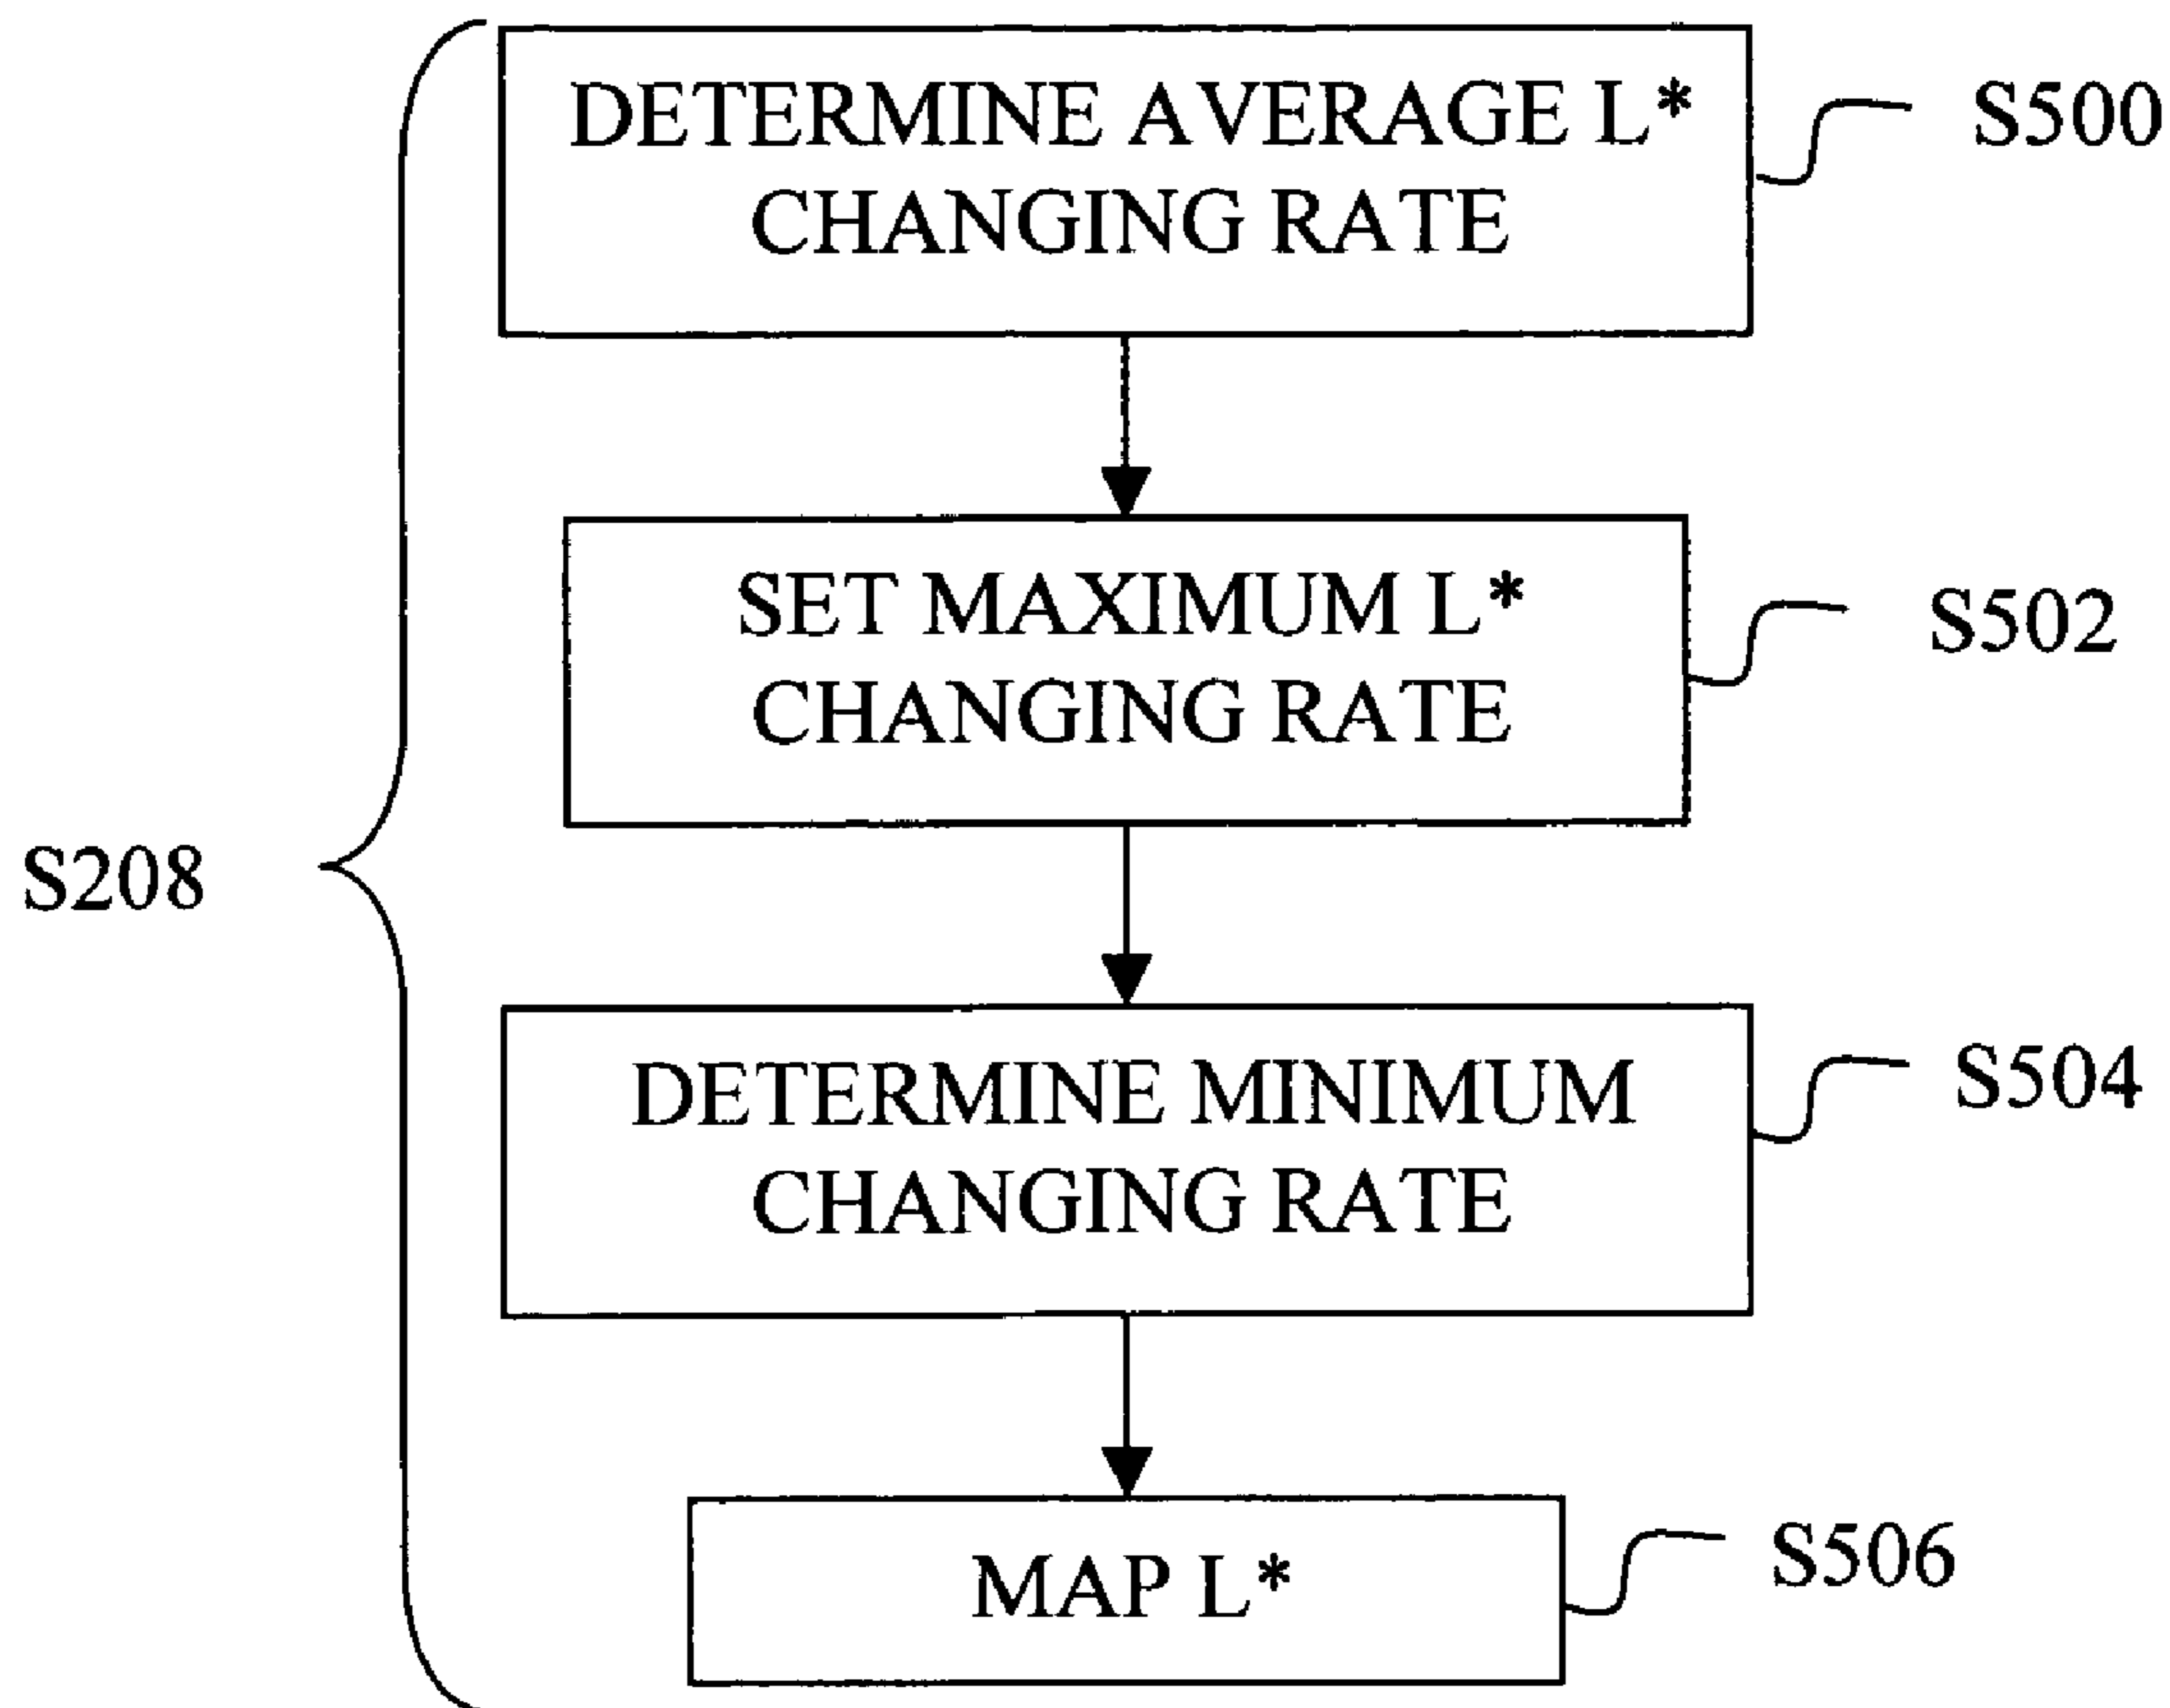 DETERMINE AVERAGE L*
CHANGING RATE
S500
SET MAXIMUM L*
CHANGING RATE
S502
S208
DETERMINE MINIMUM
CHANGING RATE
S504
MAP L*
S506